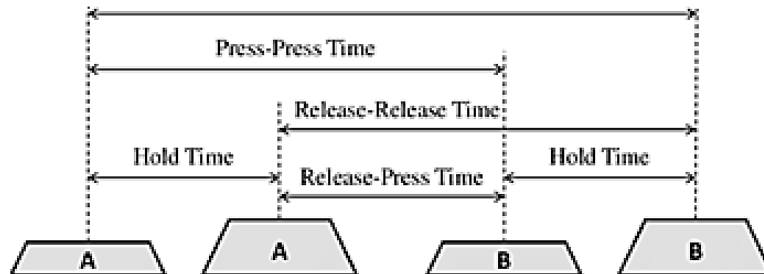 Press-Press Time
Release-Release Time
Hold Time
Hold Time
Release-Press Time
A
A
B
B